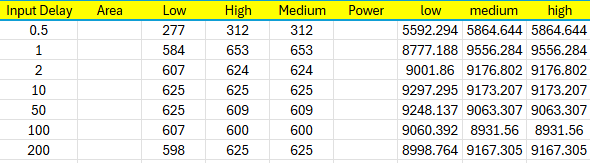 Input Delay Area Low High Medium Power low medium high
0.5 277 312 312 5592.294 5864.644 5864.644
1 584 653 653 8777.188 9556.284 9556.284
2 607 624 624 9001.86 9176.802 9176.802
10 625 625 625 9297.295 9173.207 9173.207
50 625 609 609 9248.137 9063.307 9063.307
100 607 600 600 9060.392 8931.56 8931.56
200 598 625 625 8998.764 9167.305 9167.305